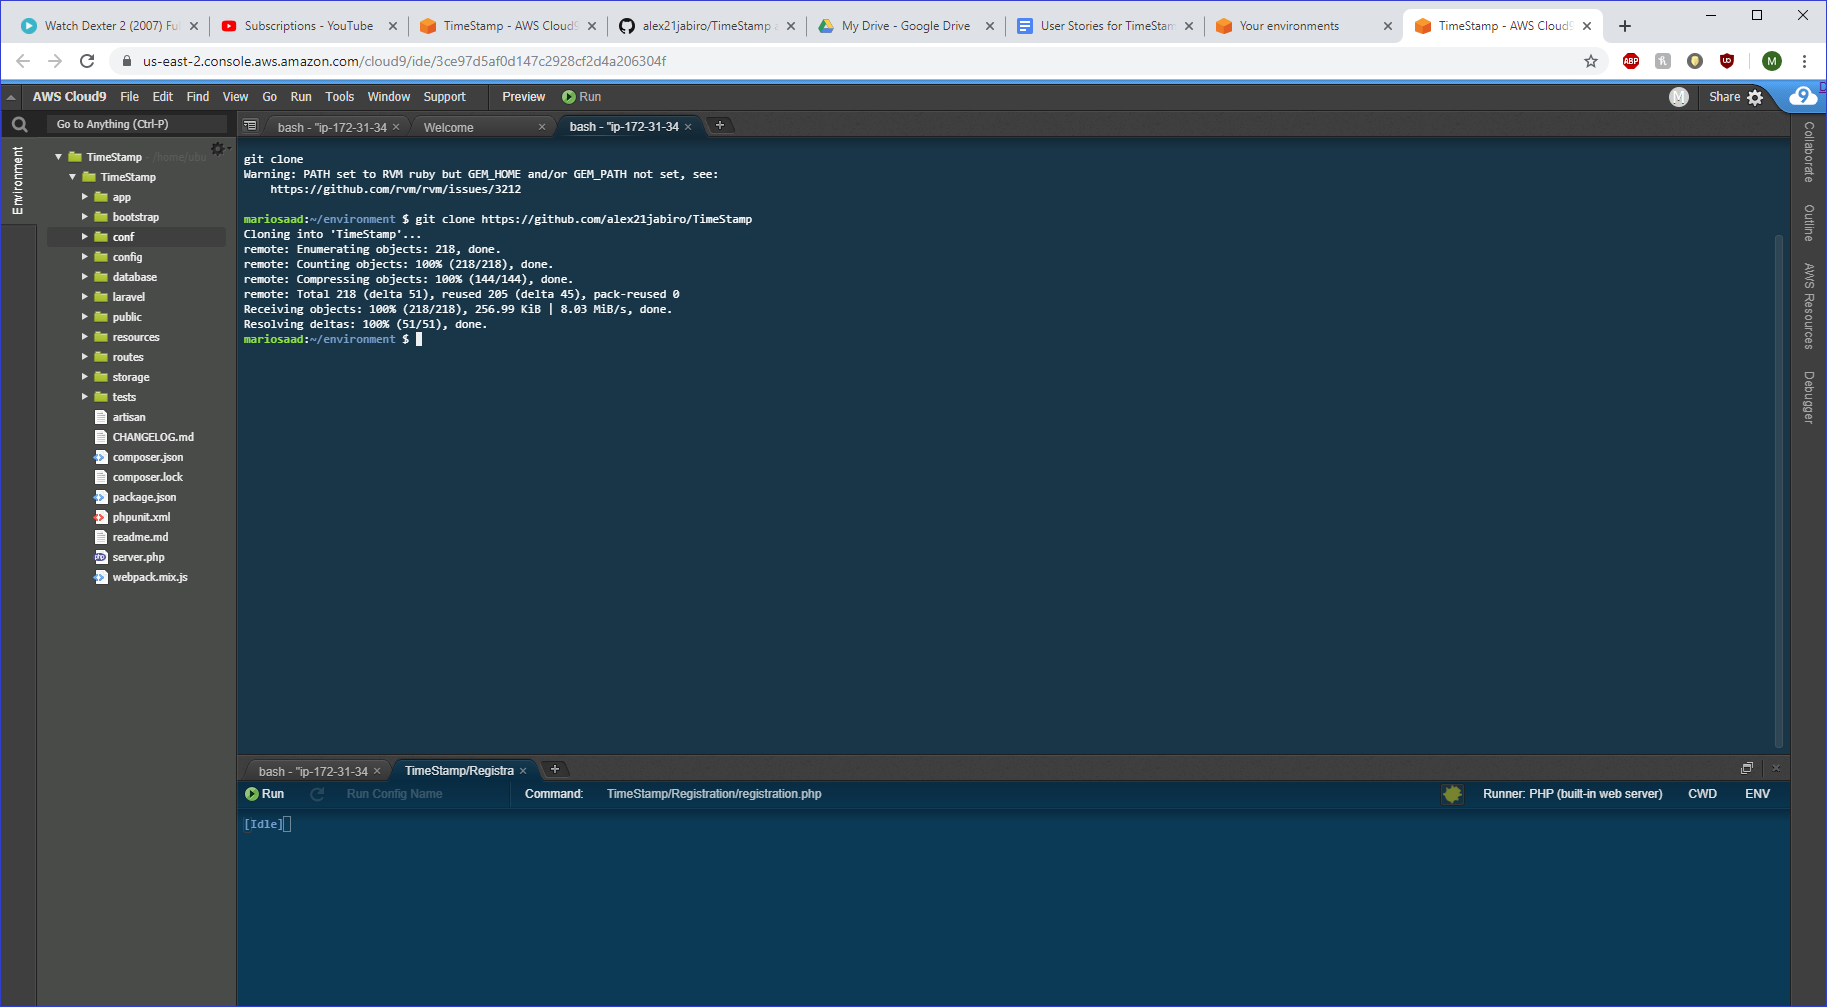 Watch Dexter 2 (2007) Ful
Subscriptions - YouTube
TimeStamp - AWS Cloud9
alex21jabiro/TimeStamp a
My Drive - Google Drive
User Stories for TimeStam
Your environments
TimeStamp - AWS Cloud9
us-east-2.console.aws.amazon.com/cloud9/ide/3ce97d5af0d147c2928cf2d4a206304f
ABP
M
AWS Cloud9 File Edit Find View Go Run Tools Window Support Preview Run
M
Share
9
Go to Anything (Ctrl-P)
bash - "ip-172-31-34
Welcome
bash - "ip-172-31-34
Environment
TimeStamp - /home/ubu
TimeStamp
app
bootstrap
conf
config
database
laravel
public
resources
routes
storage
tests
artisan
CHANGELOG.md
composer.json
composer.lock
package.json
phpunit.xml
readme.md
server.php
webpack.mix.js
git clone
Warning: PATH set to RVM ruby but GEM_HOME and/or GEM_PATH not set, see:
https://github.com/rvm/rvm/issues/3212
mariosaad:~/environment $ git clone https://github.com/alex21jabiro/TimeStamp
Cloning into 'TimeStamp'...
remote: Enumerating objects: 218, done.
remote: Counting objects: 100% (218/218), done.
remote: Compressing objects: 100% (144/144), done.
remote: Total 218 (delta 51), reused 205 (delta 45), pack-reused 0
Receiving objects: 100% (218/218), 256.99 KiB | 8.03 MiB/s, done.
Resolving deltas: 100% (51/51), done.
mariosaad:~/environment $
Collaborate
Outline
AWS Resources
Debugger
bash - "ip-172-31-34
TimeStamp/Registra
Run
Run Config Name
Command: TimeStamp/Registration/registration.php
Runner: PHP (built-in web server)
CWD
ENV
[Idle]